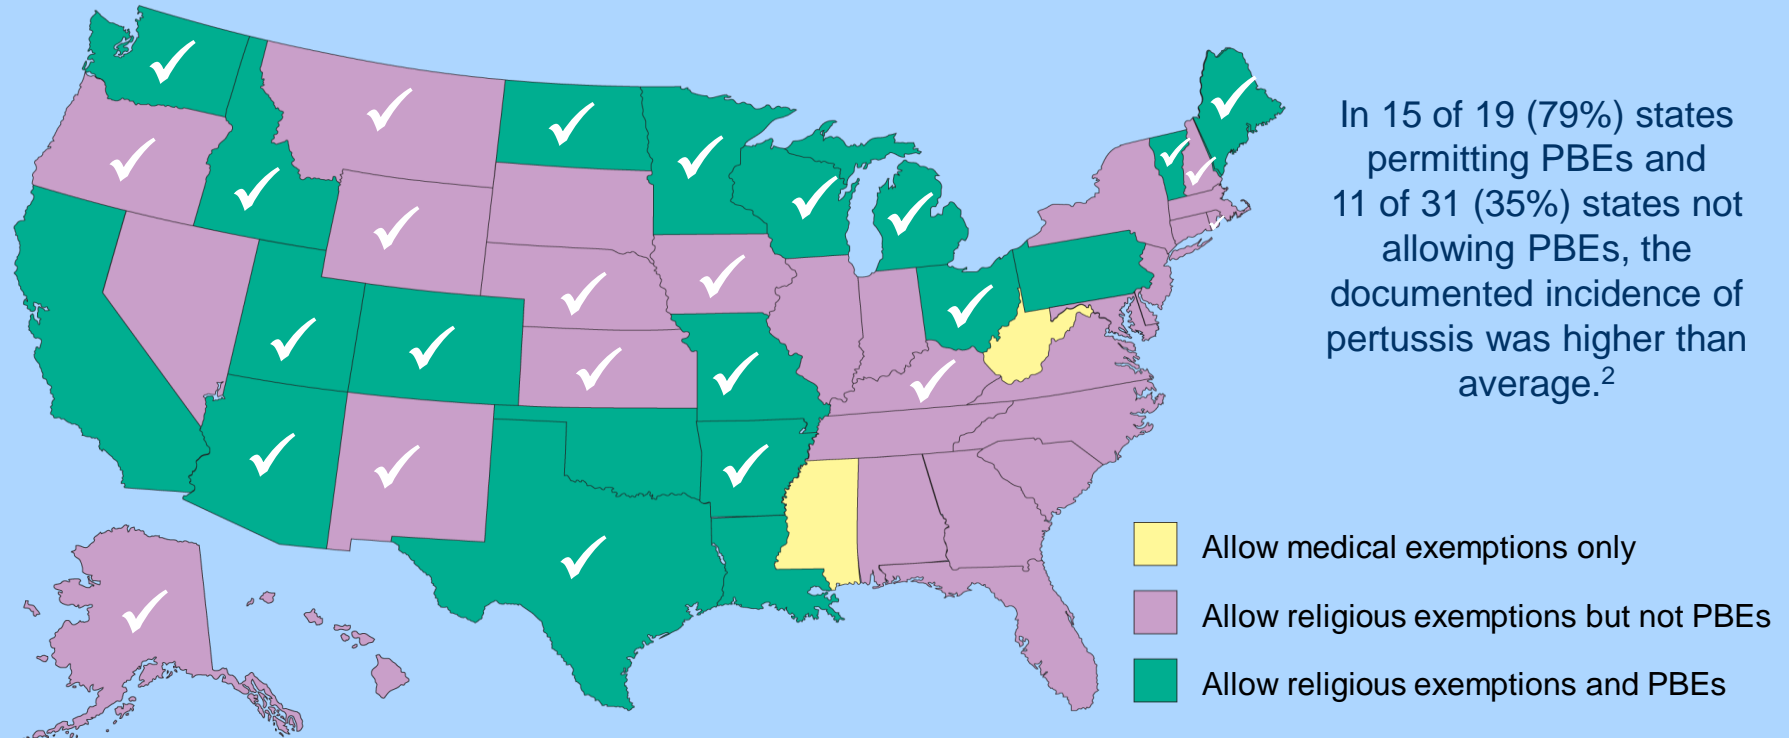 In 15 of 19 (79%) states
permitting PBEs and
11 of 31 (35%) states not
allowing PBEs, the
documented incidence of
pertussis was higher than
average.2
Allow medical exemptions only
Allow religious exemptions but not PBEs
Allow religious exemptions and PBEs